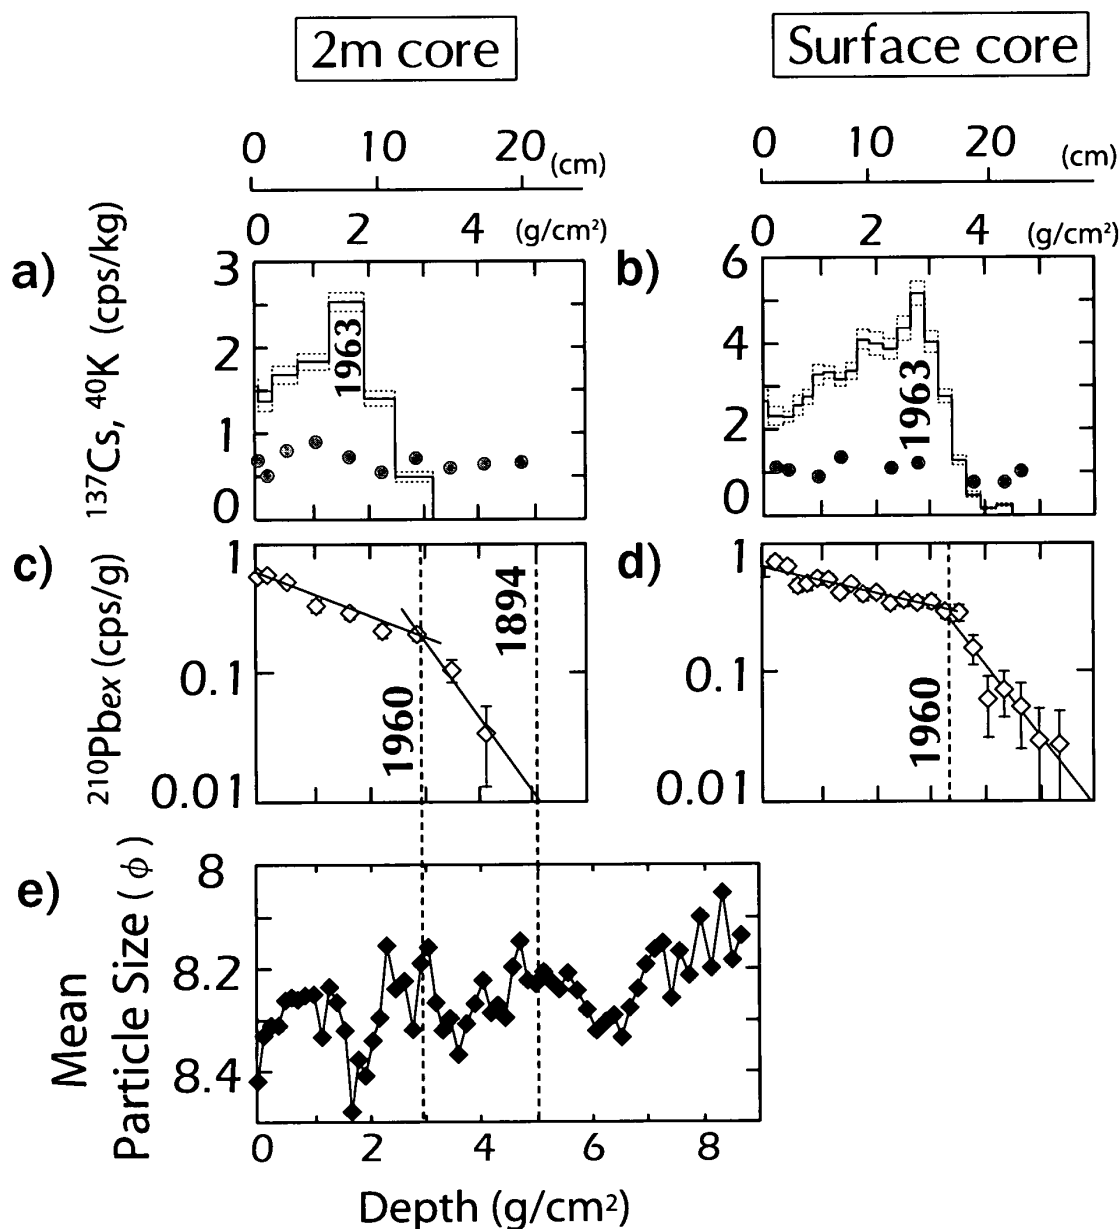 2m core
Surface core
0 10 20 (cm)
0 10 20 (cm)
0 2 4 (g/cm²)
0 2 4 (g/cm²)
a)
¹³⁷Cs, ⁴⁰K (cps/kg)
3
2
1
0
1963
b)
6
4
2
0
1963
c)
²¹⁰Pbex (cps/g)
1
0.1
0.01
1960
1894
d)
1
0.1
0.01
1960
e)
Mean
Particle Size (ϕ)
8
8.2
8.4
0 2 4 6 8
Depth (g/cm²)